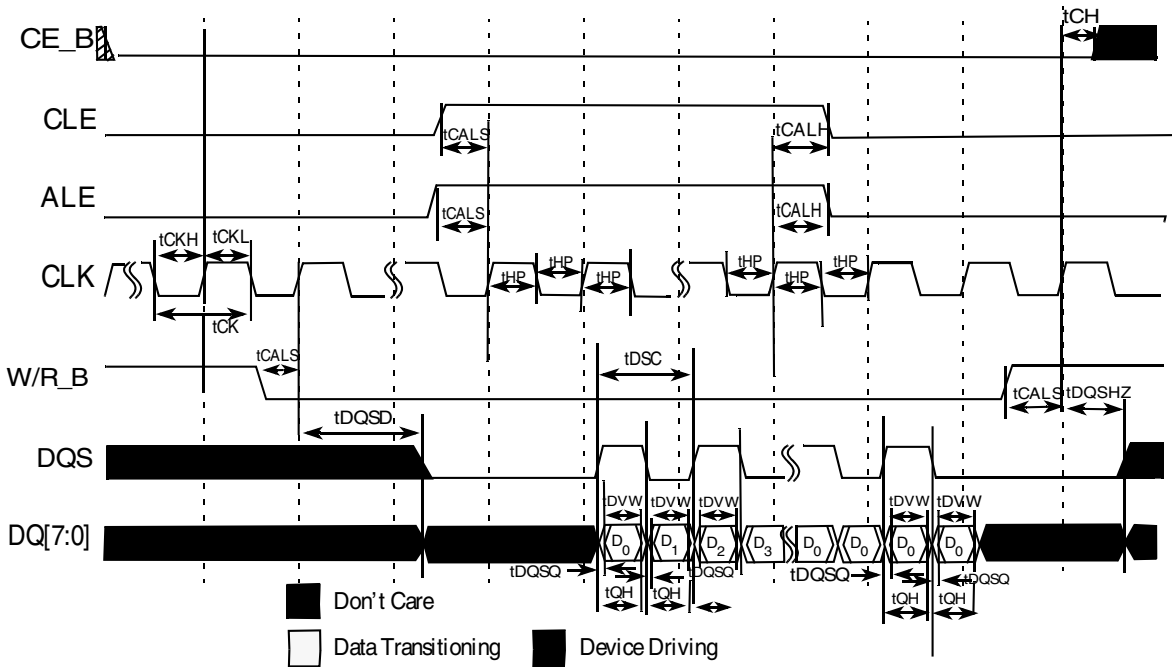 tCH
CE_B
CLE
tCALS
tCALH
ALE
tCALS
tCALH
tCKH tCKL
CLK
tHP tHP tHP tHP tHP tHP
tCK
tCALS
tDSC
W/R_B
tCALS tDQSHZ
tDQSD
DQS
tDVW tDVW tDVW tDVW tDVW
DQ[7:0]
D0 D1 D2 D3 D0 D0 D0 D0
tDQSQ tDQSQ tDQSQ tDQSQ
tQH tQH tQH tQH
Don't Care
Data Transitioning Device Driving